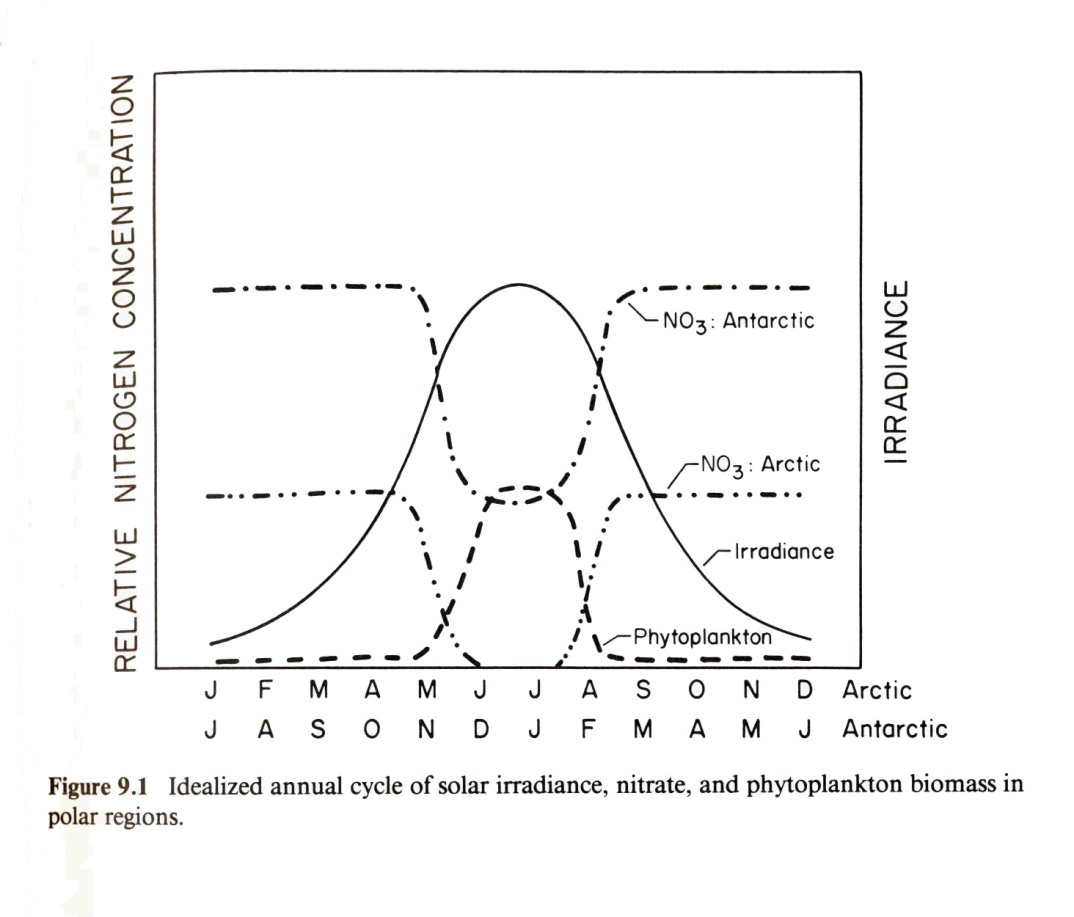 RELATIVE NITROGEN CONCENTRATION
IRRADIANCE
NO3: Antarctic
NO3: Arctic
Irradiance
Phytoplankton
J F M A M J J A S O N D Arctic
J A S O N D J F M A M J Antarctic
Figure 9.1 Idealized annual cycle of solar irradiance, nitrate, and phytoplankton biomass in
polar regions.